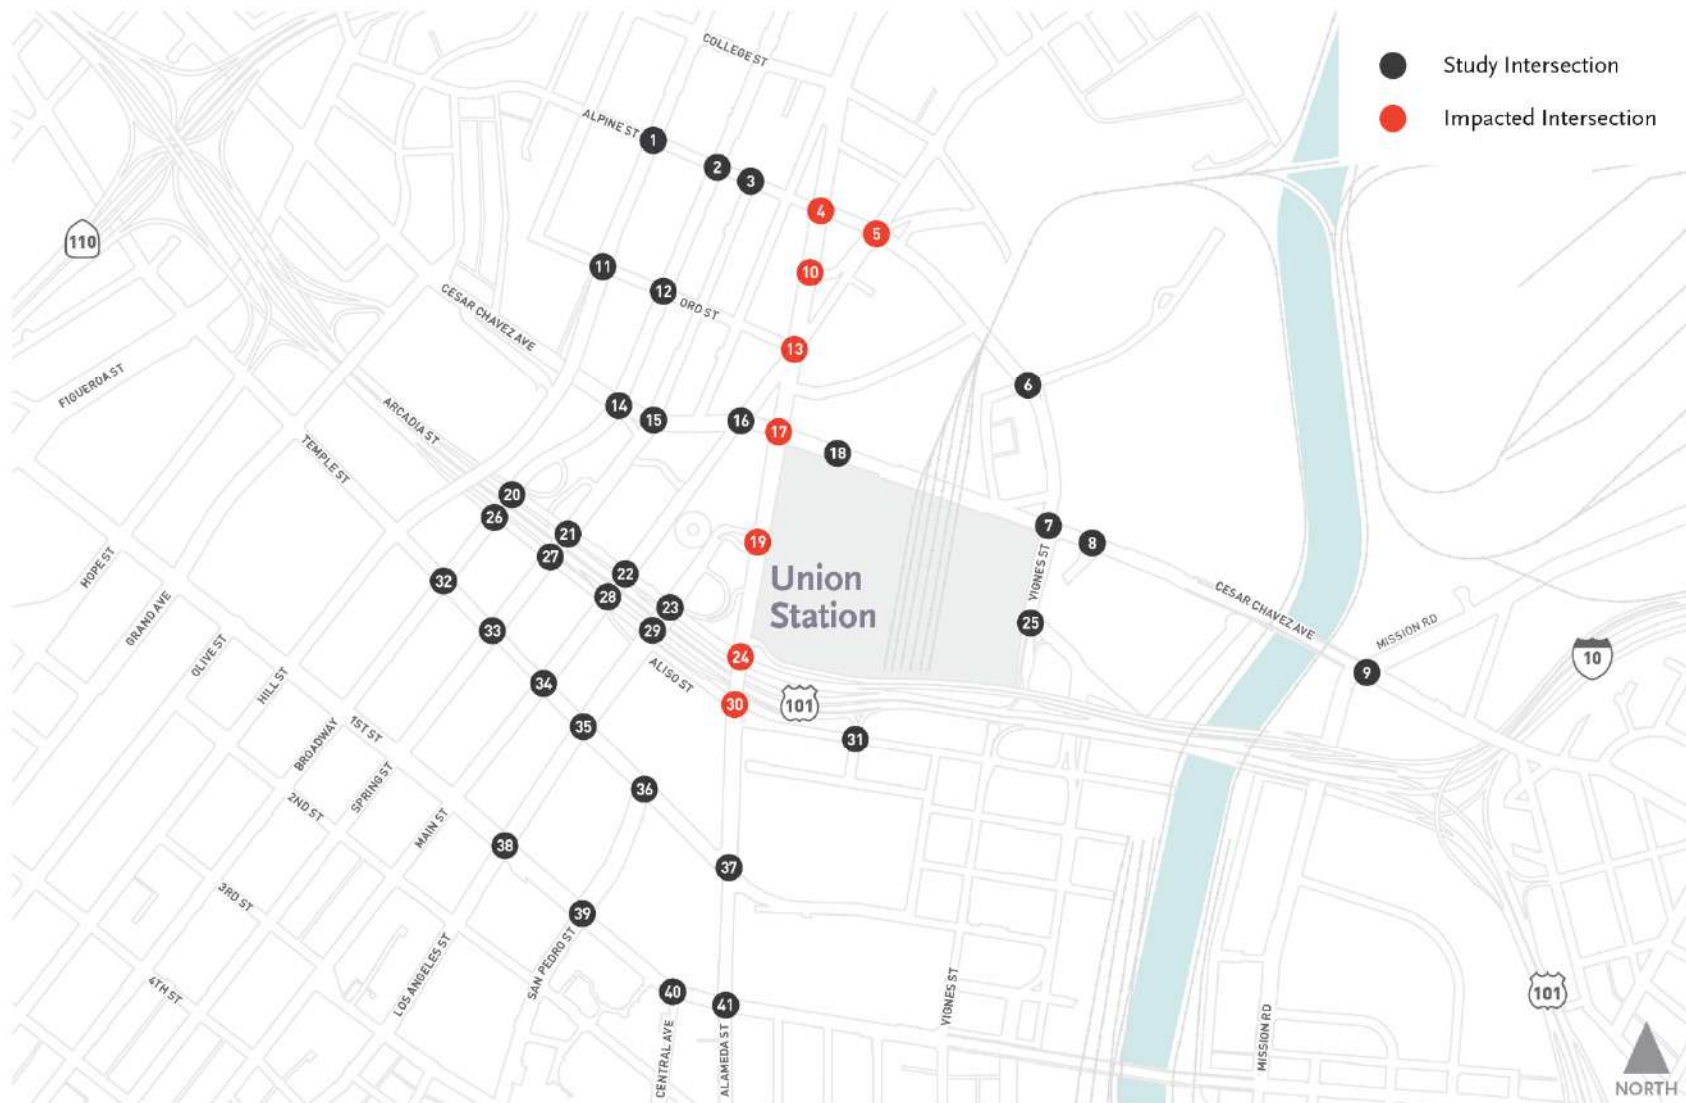 COLLEGE ST
Study Intersection
Impacted Intersection
ALPINE ST
1
2
3
4
5
110
10
11
12
ORD ST
CESAR CHAVEZ AVE
13
FIGUEROA ST
6
ARCADIA ST
14
15
16
17
18
TEMPLE ST
20
26
21
27
19
7
8
22
28
Union
Station
VIGNES ST
HOPE ST
32
23
29
25
CESAR CHAVEZ AVE
GRAND AVE
33
MISSION RD
OLIVE ST
24
10
9
HILL ST
34
ALISO ST
30
101
BROADWAY
1ST ST
35
31
SPRING ST
2ND ST
36
MAIN ST
38
37
3RD ST
39
LOS ANGELES ST
SAN PEDRO ST
4TH ST
40
41
VIGNES ST
101
CENTRAL AVE
ALAMEDA ST
MISSION RD
NORTH